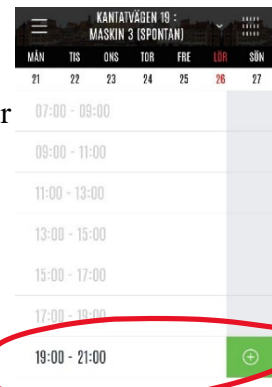 KANTATVÄGEN 19 :
MASKIN 3 (SPONTAN)
MÅN TIS ONS TOR FRE LÖR SÖN
21 22 23 24 25 26 27
r
07:00 - 09:00
09:00 - 11:00
11:00 - 13:00
13:00 - 15:00
15:00 - 17:00
17:00 - 19:00
19:00 - 21:00